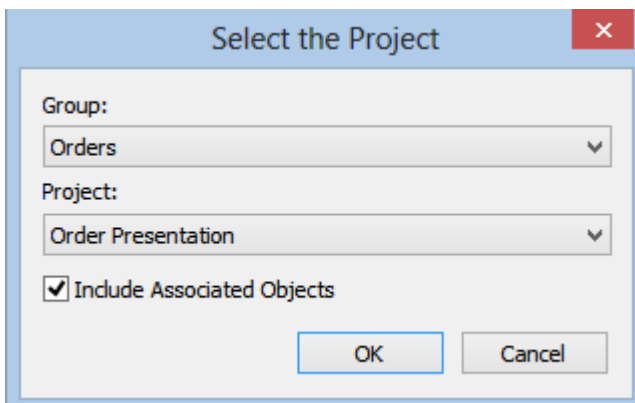 Select the Project
Group:
Orders
Project:
Order Presentation
Include Associated Objects
OK Cancel